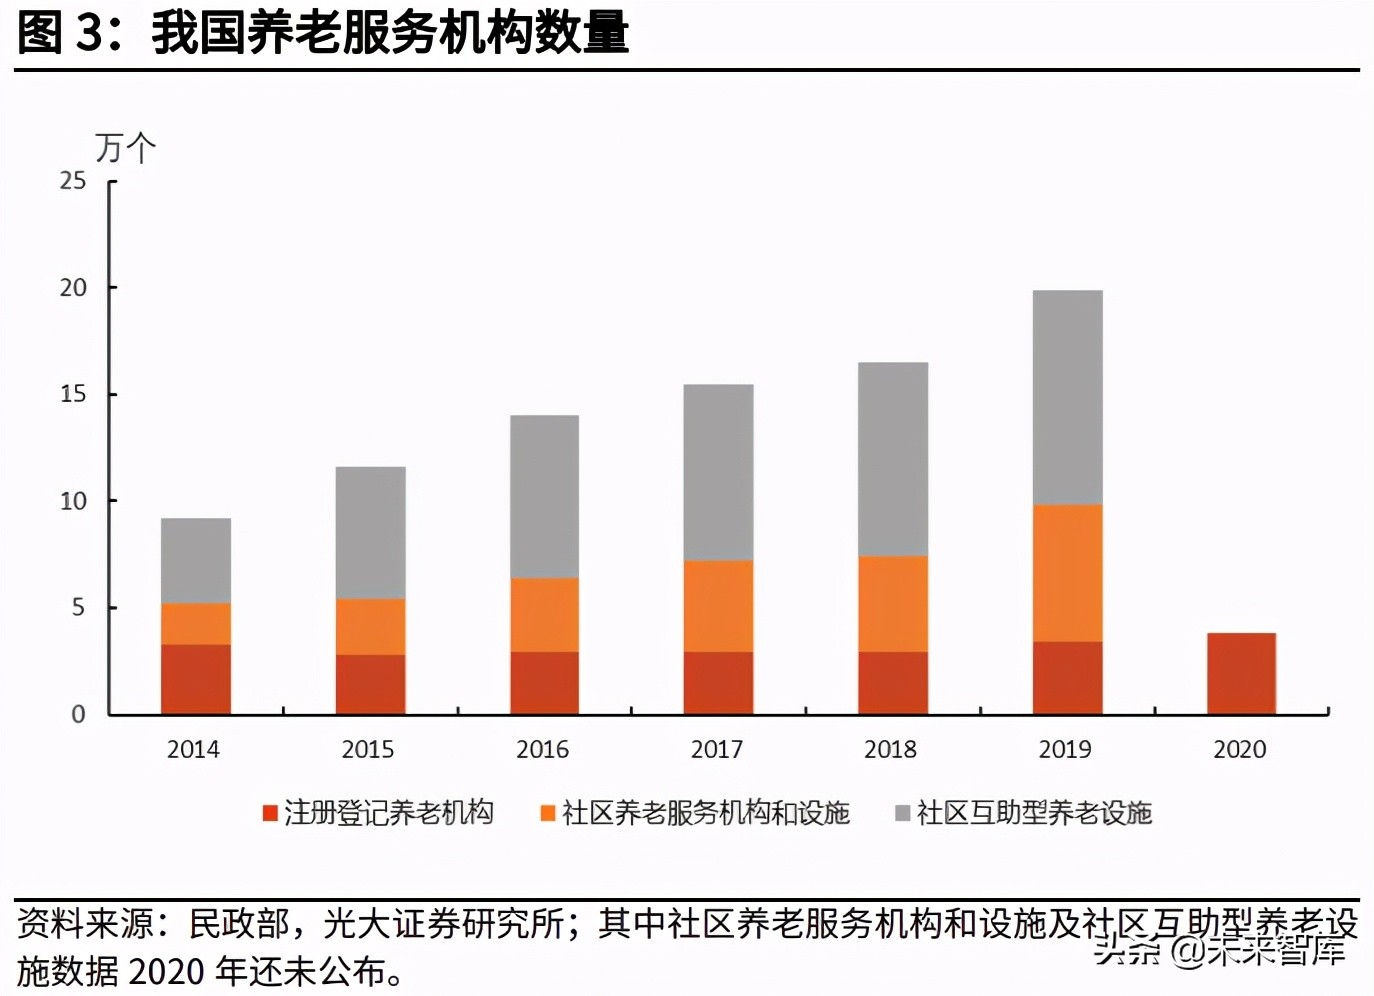 图 3：我国养老服务机构数量
万个
25
20
15
10
5
0
2014 2015 2016 2017 2018 2019 2020
注册登记养老机构 社区养老服务机构和设施 社区互助型养老设施
资料来源：民政部，光大证券研究所；其中社区养老服务机构和设施及社区互助型养老设
施数据 2020 年还未公布。
头条 @未来智库